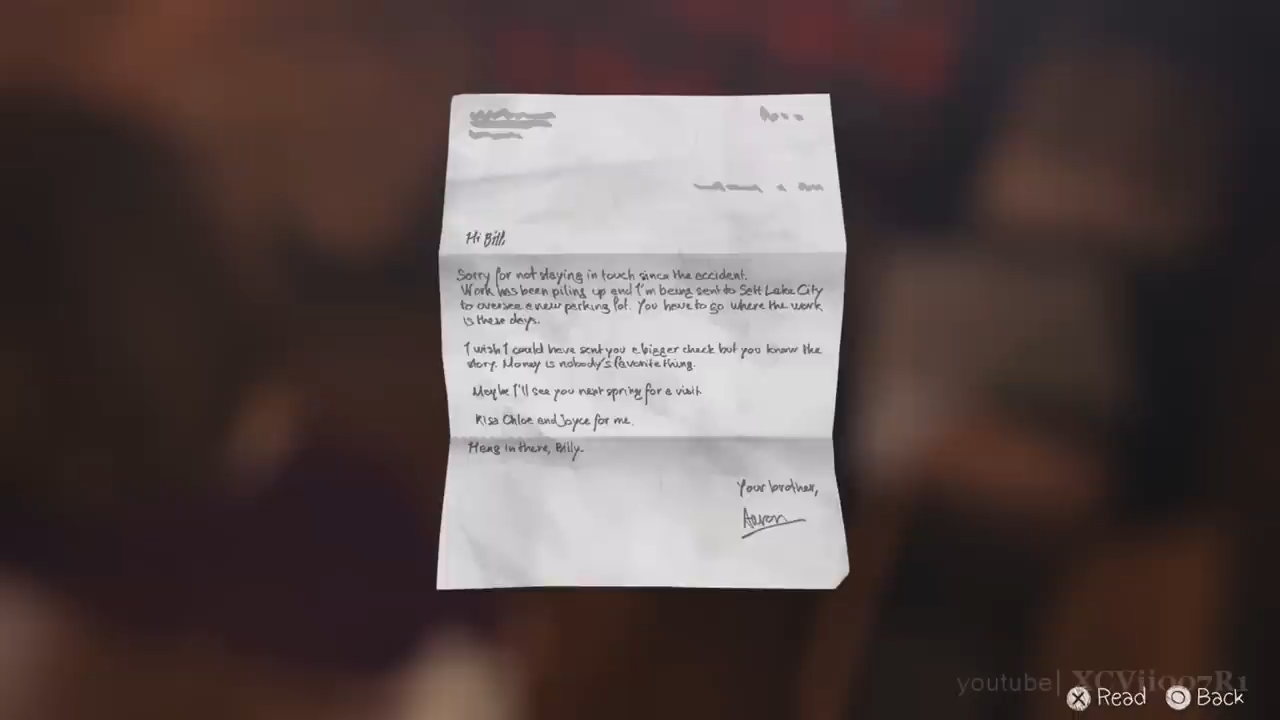 Hi Bill,
Sorry for not staying in touch since the accident.
Work has been piling up and I'm being sent to Salt Lake City
to oversee a new parking lot. You have to go where the work
is these days.
I wish I could have sent you a bigger check but you know the
story. Money is nobody's favorite thing.
Maybe I'll see you next spring for a visit.
Kiss Chloe and Joyce for me.
Hang in there, Billy.
Your brother,
Aaron
youtube| XCVii007R1
Read Back